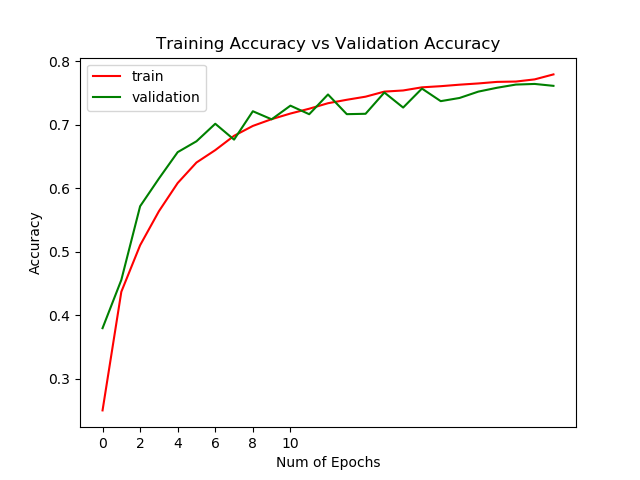 Training Accuracy vs Validation Accuracy
train
validation
0.8
0.7
0.6
0.5
0.4
0.3
Accuracy
0 2 4 6 8 10
Num of Epochs